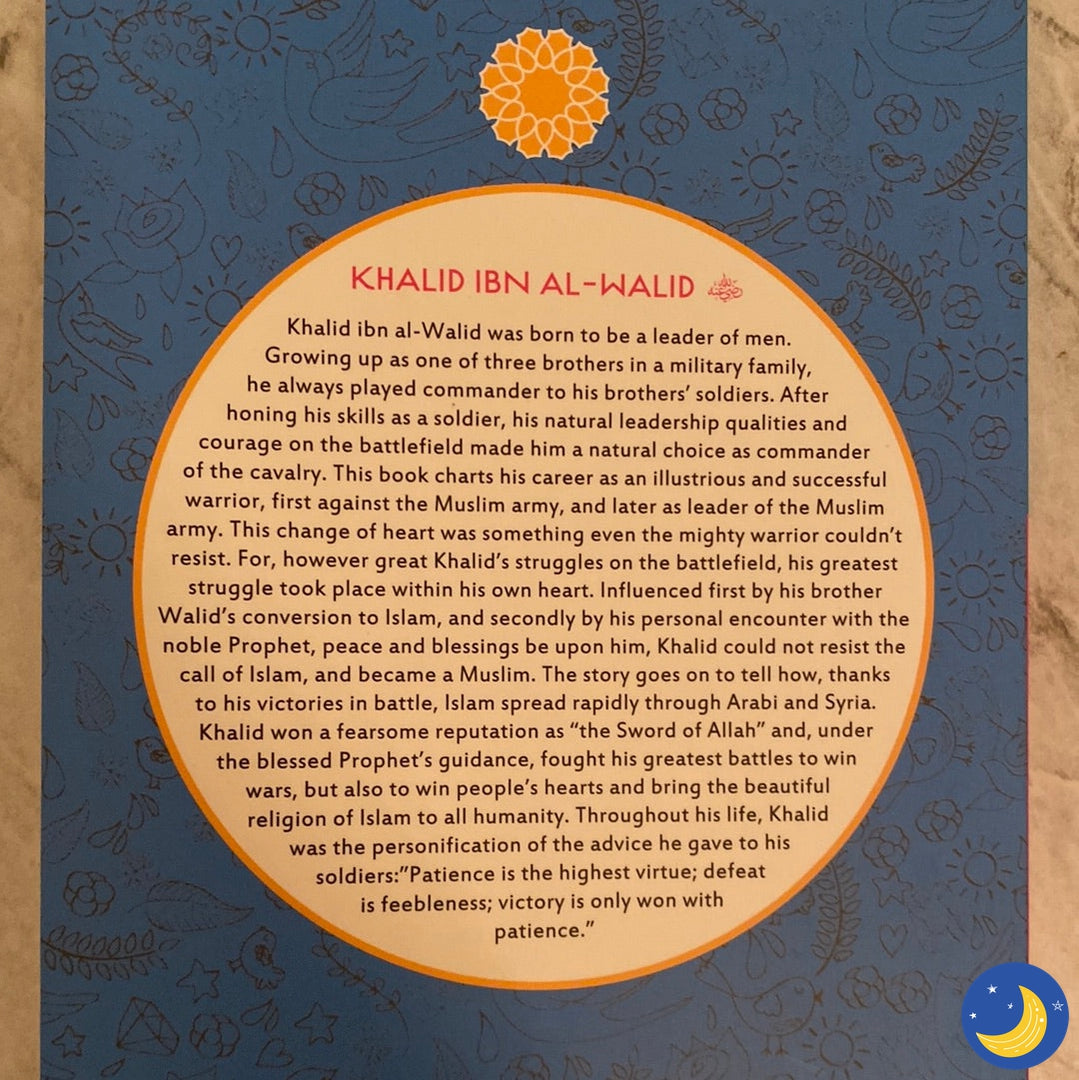 KHALID IBN AL-WALID رضي الله عنه
Khalid ibn al-Walid was born to be a leader of men.
Growing up as one of three brothers in a military family,
he always played commander to his brothers' soldiers. After
honing his skills as a soldier, his natural leadership qualities and
courage on the battlefield made him a natural choice as commander
of the cavalry. This book charts his career as an illustrious and successful
warrior, first against the Muslim army, and later as leader of the Muslim
army. This change of heart was something even the mighty warrior couldn't
resist. For, however great Khalid's struggles on the battlefield, his greatest
struggle took place within his own heart. Influenced first by his brother
Walid's conversion to Islam, and secondly by his personal encounter with the
noble Prophet, peace and blessings be upon him, Khalid could not resist the
call of Islam, and became a Muslim. The story goes on to tell how, thanks
to his victories in battle, Islam spread rapidly through Arabi and Syria.
Khalid won a fearsome reputation as “the Sword of Allah” and, under
the blessed Prophet's guidance, fought his greatest battles to win
wars, but also to win people's hearts and bring the beautiful
religion of Islam to all humanity. Throughout his life, Khalid
was the personification of the advice he gave to his
soldiers:”Patience is the highest virtue; defeat
is feebleness; victory is only won with
patience.”